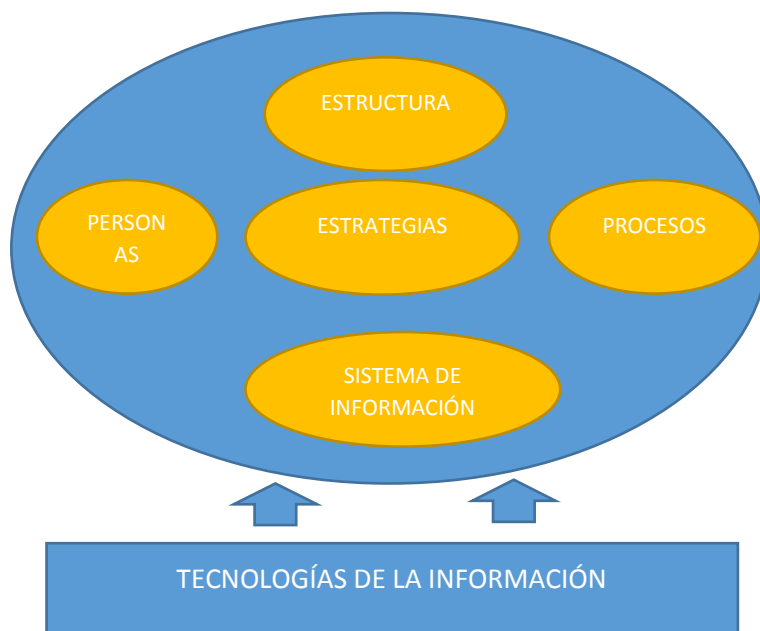 ESTRUCTURA
PERSON
AS
ESTRATEGIAS
PROCESOS
SISTEMA DE
INFORMACIÓN
TECNOLOGÍAS DE LA INFORMACIÓN